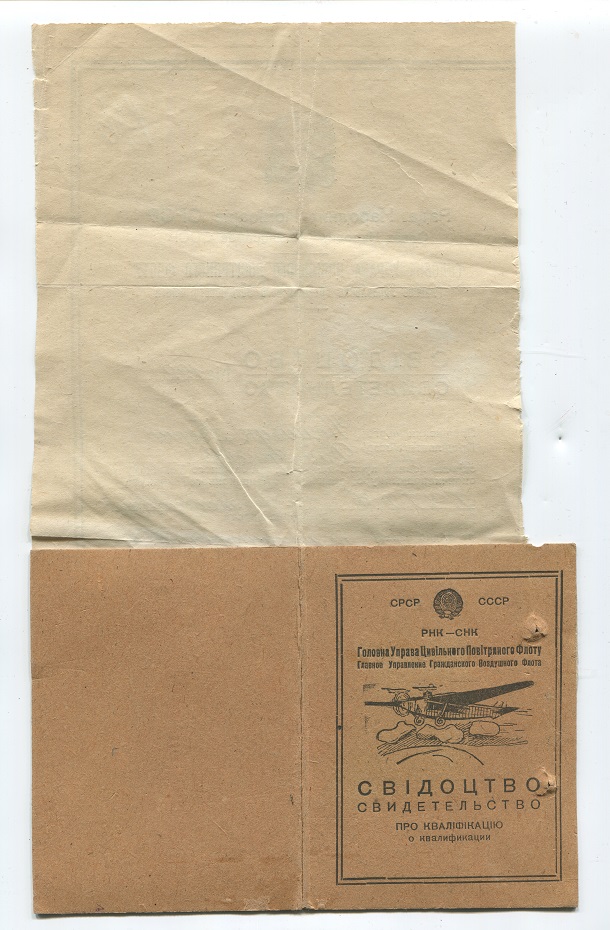 СРСР СССР
РНК—СНК
Головна Управа Цивільного Повітряного Флоту
Главное Управление Гражданского Воздушного Флота
СВІДОЦТВО
СВИДЕТЕЛЬСТВО
ПРО КВАЛІФІКАЦІЮ
о квалификации